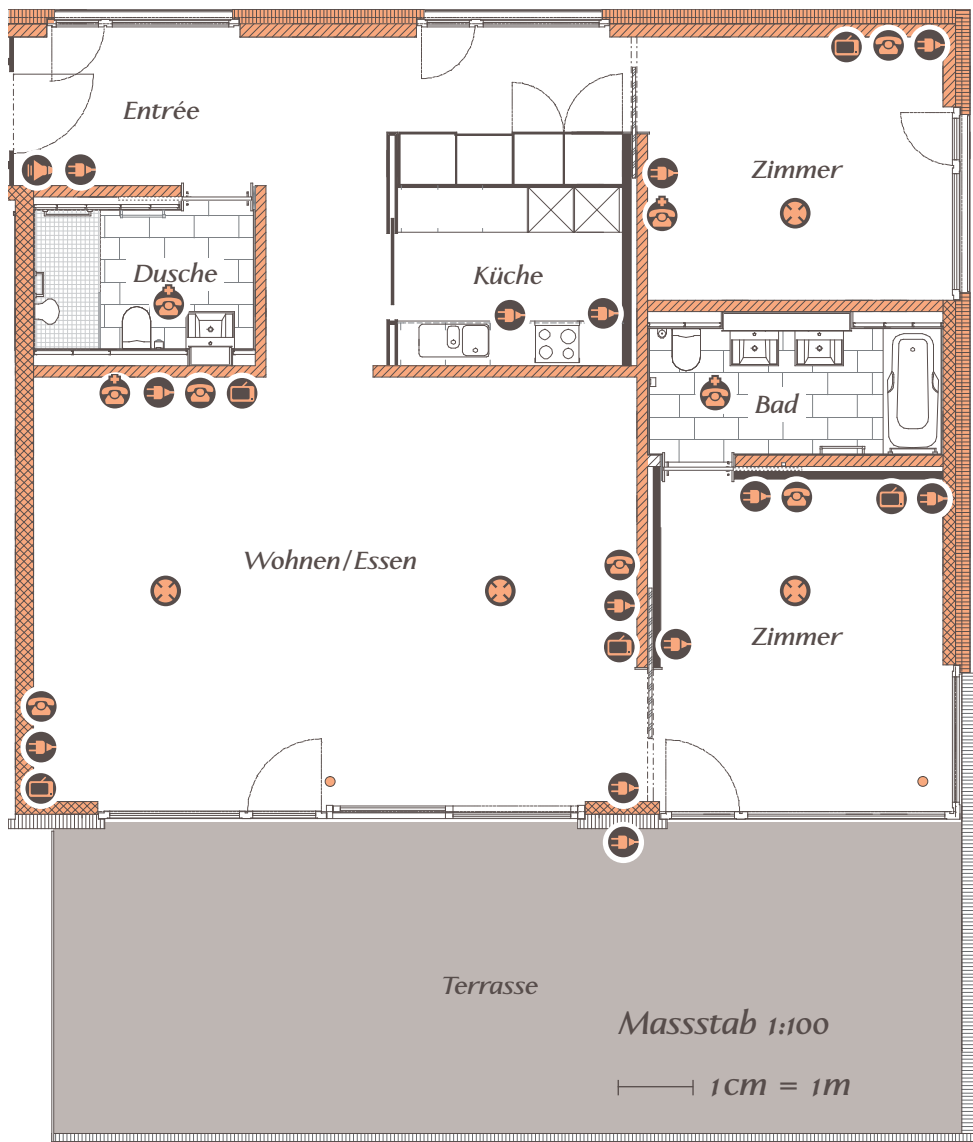 Entrée
Zimmer
Dusche
Küche
Bad
Wohnen/Essen
Zimmer
Terrasse
Massstab 1:100
1cm = 1m